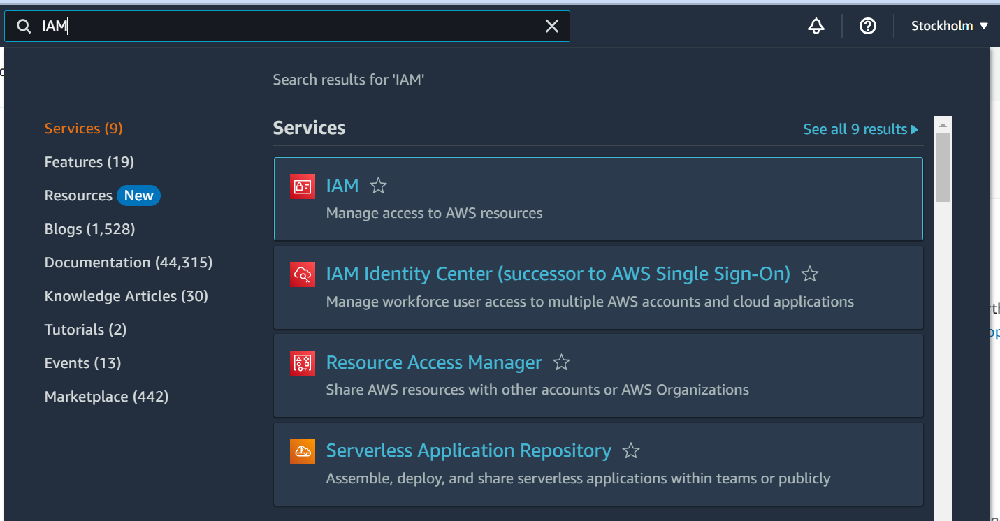 IAM
Stockholm
Search results for 'IAM'
Services (9)
Features (19)
Resources New
Blogs (1,528)
Documentation (44,315)
Knowledge Articles (30)
Tutorials (2)
Events (13)
Marketplace (442)
Services
See all 9 results
IAM
Manage access to AWS resources
IAM Identity Center (successor to AWS Single Sign-On)
Manage workforce user access to multiple AWS accounts and cloud applications
Resource Access Manager
Share AWS resources with other accounts or AWS Organizations
Serverless Application Repository
Assemble, deploy, and share serverless applications within teams or publicly